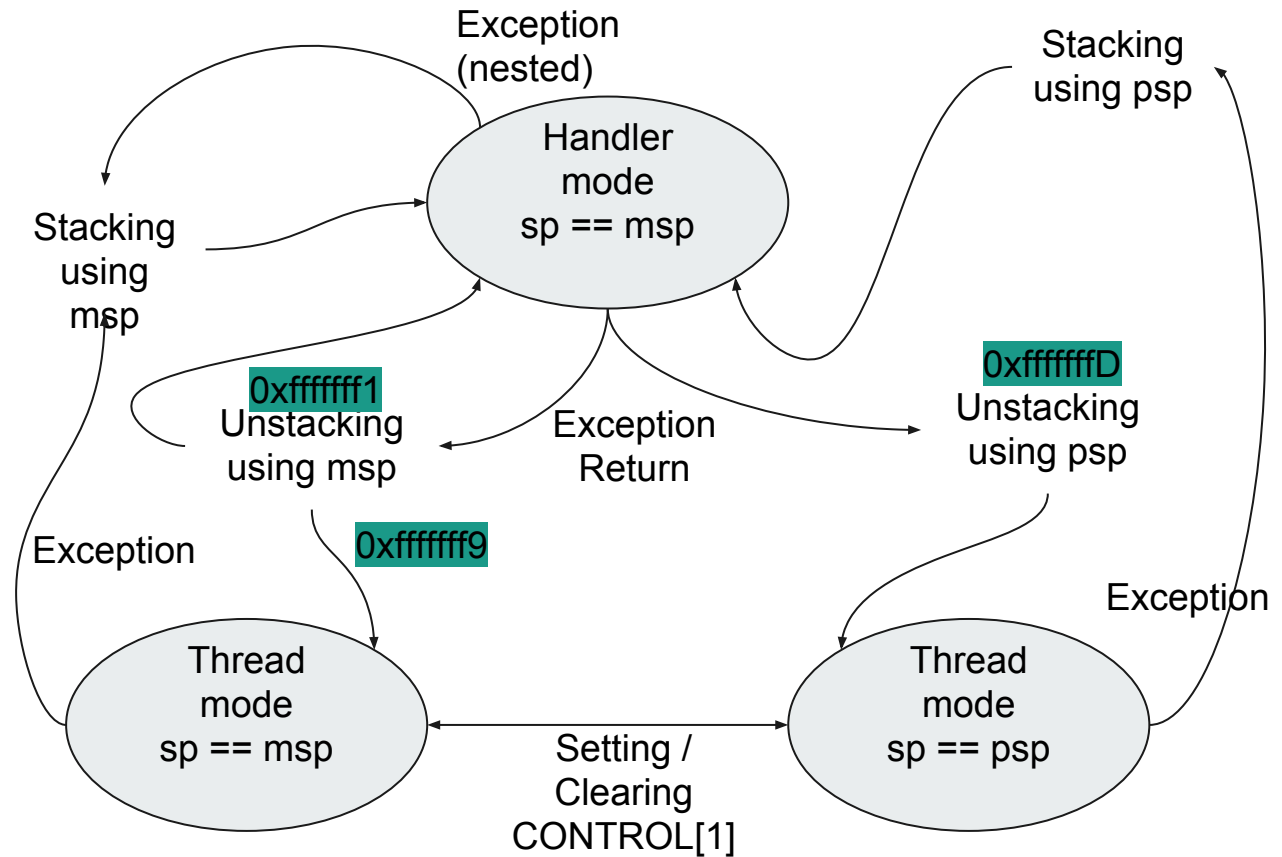 Exception
(nested)
Stacking
using psp
Handler
mode
sp == msp
Stacking
using
msp
0xfffffff1
Unstacking
using msp
Exception
Return
0xfffffffD
Unstacking
using psp
0xfffffff9
Exception
Exception
Thread
mode
sp == msp
Thread
mode
sp == psp
Setting /
Clearing
CONTROL[1]